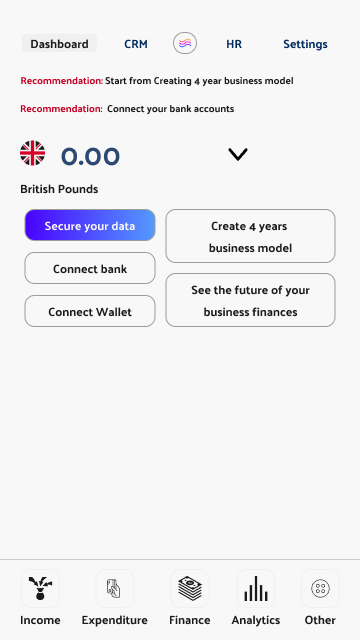 Dashboard CRM HR Settings
Recommendation: Start from Creating 4 year business model
Recommendation: Connect your bank accounts
0.00
British Pounds
Secure your data
Connect bank
Connect Wallet
Create 4 years
business model
See the future of your
business finances
Income Expenditure Finance Analytics Other